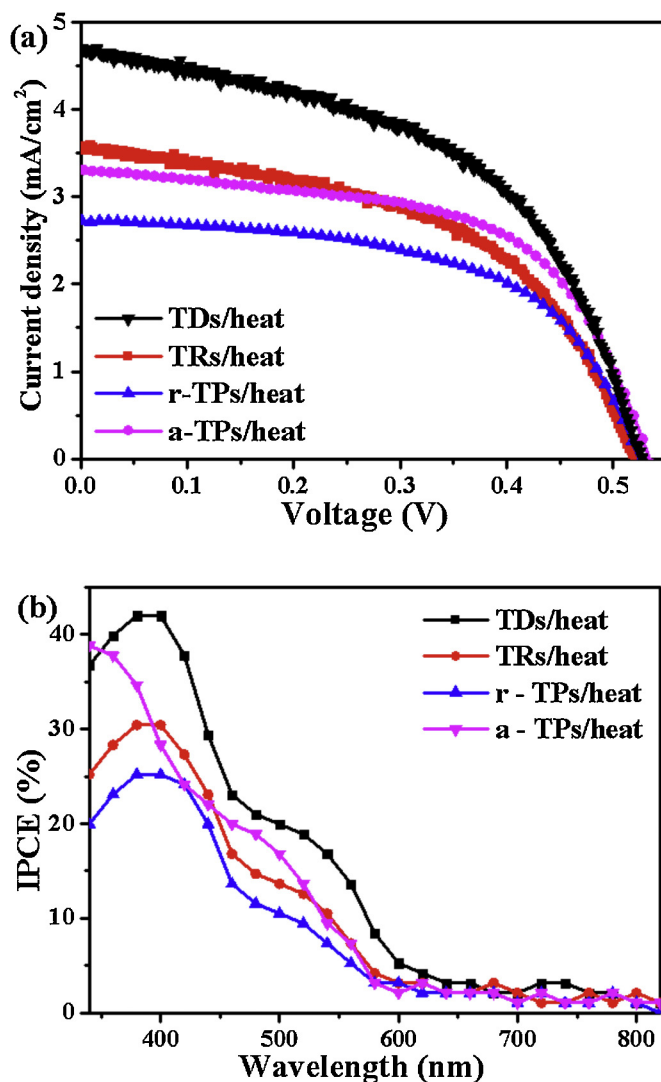 (a)
5
4
3
2
1
0
Current density (mA/cm²)
TDs/heat
TRs/heat
r-TPs/heat
a-TPs/heat
0.0 0.1 0.2 0.3 0.4 0.5
Voltage (V)
(b)
40
30
20
10
0
IPCE (%)
TDs/heat
TRs/heat
r - TPs/heat
a - TPs/heat
400 500 600 700 800
Wavelength (nm)